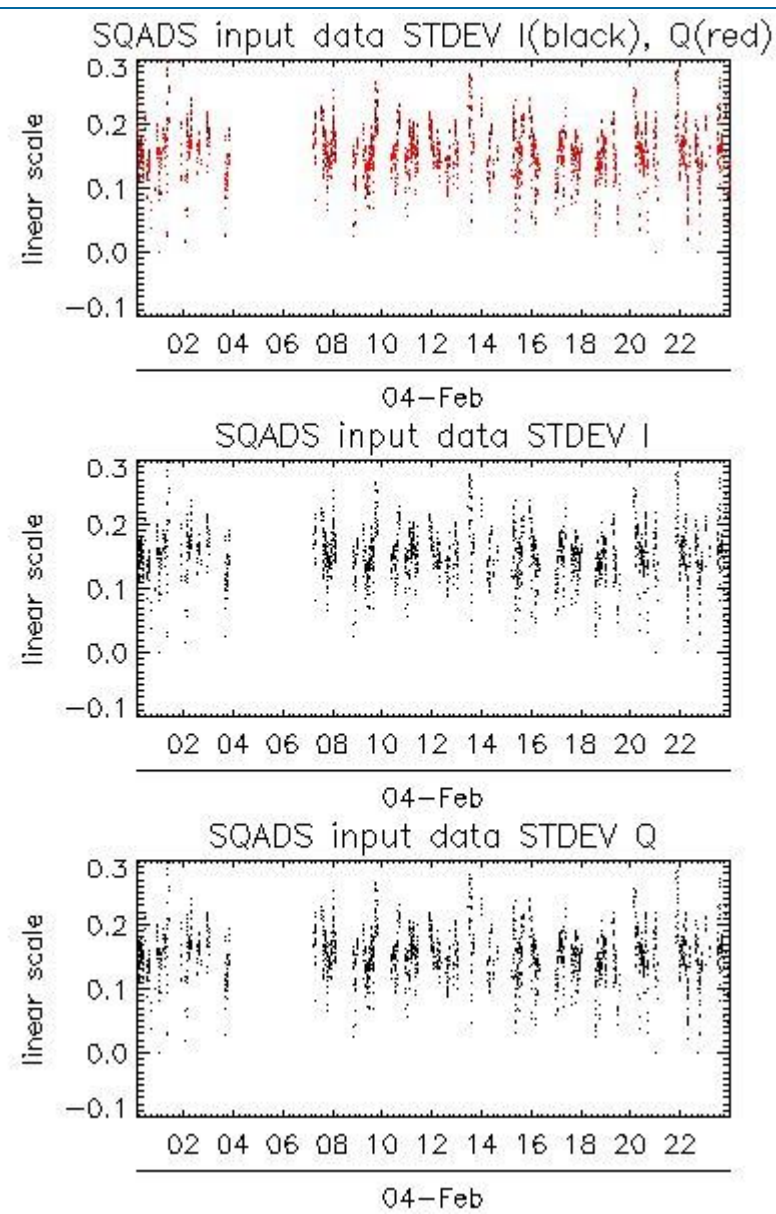 SQADS input data STDEV I(black), Q(red)
0.3
0.2
0.1
0.0
−0.1
linear scale
02 04 06 08 10 12 14 16 18 20 22
04−Feb
SQADS input data STDEV I
0.3
0.2
0.1
0.0
−0.1
linear scale
02 04 06 08 10 12 14 16 18 20 22
04−Feb
SQADS input data STDEV Q
0.3
0.2
0.1
0.0
−0.1
linear scale
02 04 06 08 10 12 14 16 18 20 22
04−Feb